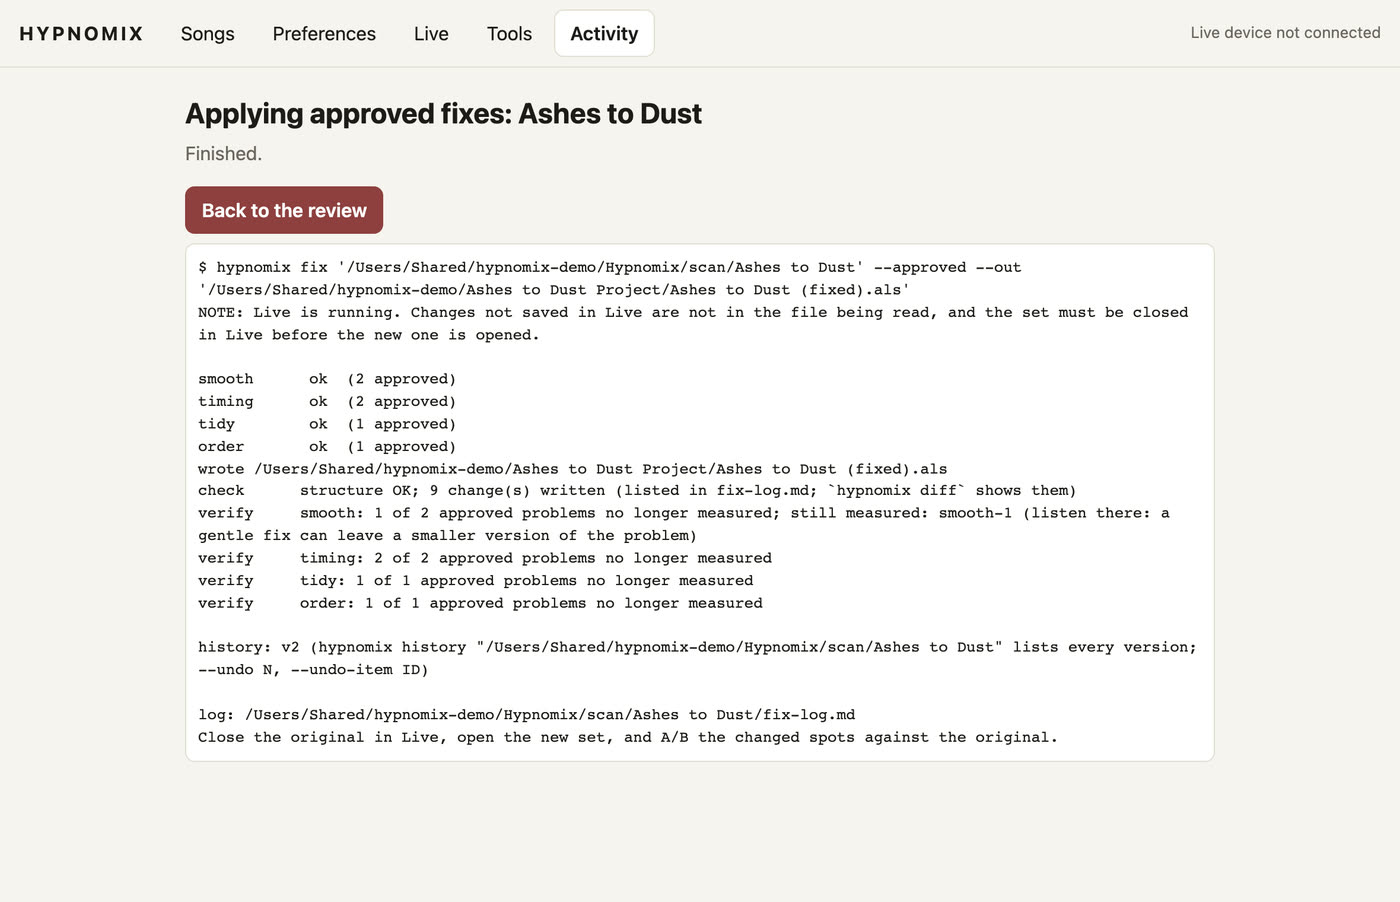 HYPNOMIX Songs Preferences Live Tools Activity Live device not connected
Applying approved fixes: Ashes to Dust
Finished.
Back to the review
$ hypnomix fix '/Users/Shared/hypnomix-demo/Hypnomix/scan/Ashes to Dust' --approved --out
'/Users/Shared/hypnomix-demo/Ashes to Dust Project/Ashes to Dust (fixed).als'
NOTE: Live is running. Changes not saved in Live are not in the file being read, and the set must be closed
in Live before the new one is opened.
smooth ok (2 approved)
timing ok (2 approved)
tidy ok (1 approved)
order ok (1 approved)
wrote /Users/Shared/hypnomix-demo/Ashes to Dust Project/Ashes to Dust (fixed).als
check structure OK; 9 change(s) written (listed in fix-log.md; `hypnomix diff` shows them)
verify smooth: 1 of 2 approved problems no longer measured; still measured: smooth-1 (listen there: a
gentle fix can leave a smaller version of the problem)
verify timing: 2 of 2 approved problems no longer measured
verify tidy: 1 of 1 approved problems no longer measured
verify order: 1 of 1 approved problems no longer measured
history: v2 (hypnomix history "/Users/Shared/hypnomix-demo/Hypnomix/scan/Ashes to Dust" lists every version;
--undo N, --undo-item ID)
log: /Users/Shared/hypnomix-demo/Hypnomix/scan/Ashes to Dust/fix-log.md
Close the original in Live, open the new set, and A/B the changed spots against the original.